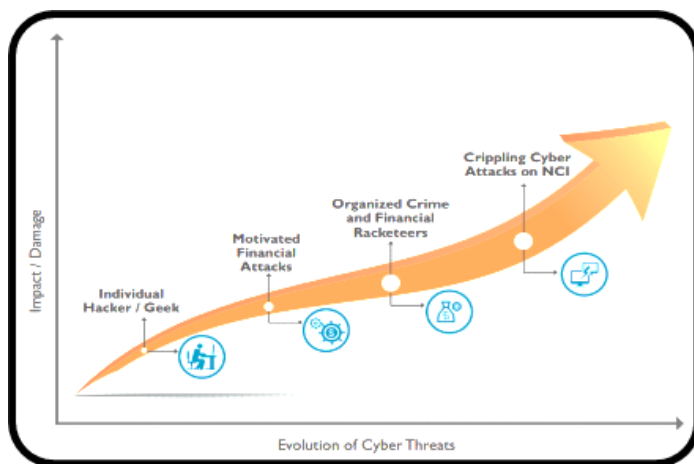 Crippling Cyber
Attacks on NCI
Organized Crime
and Financial
Racketeers
Motivated
Financial
Attacks
Individual
Hacker / Geek
Impact / Damage
Evolution of Cyber Threats